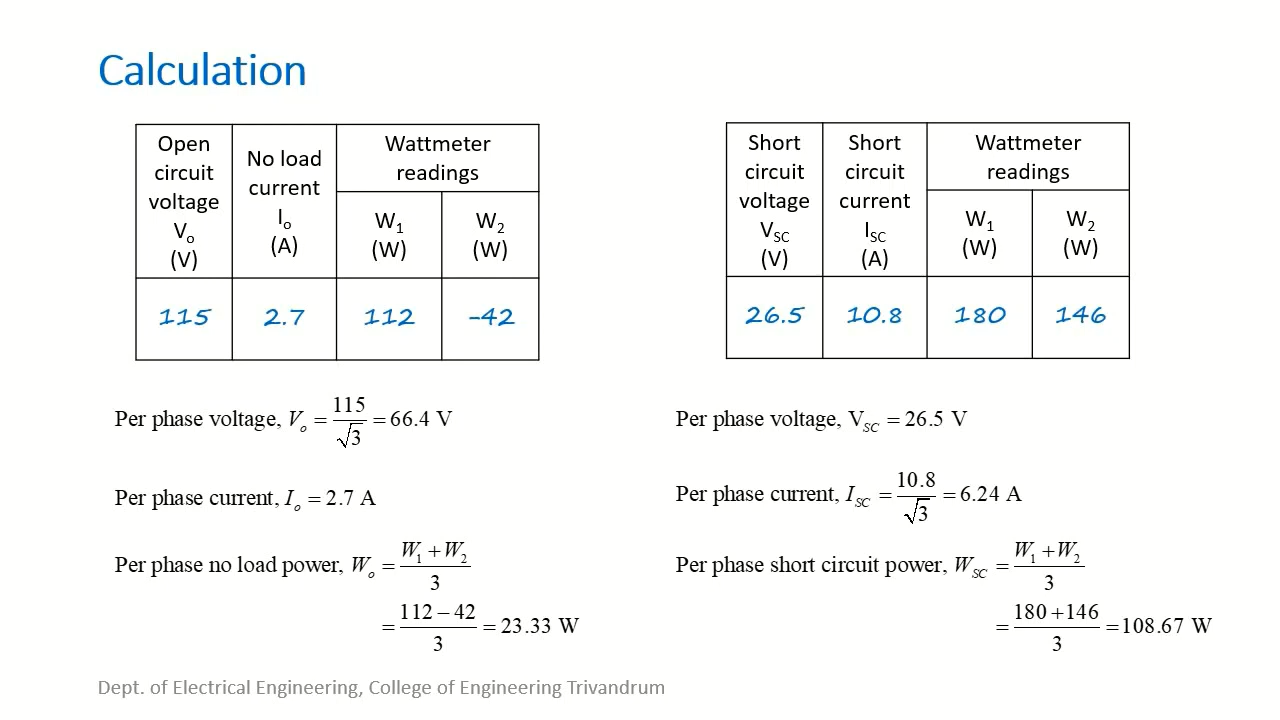 Calculation
Open
circuit
voltage
Vₒ
(V)
No load
current
Iₒ
(A)
Wattmeter
readings
W₁
(W)
W₂
(W)
115
2.7
112
-42
Short
circuit
voltage
V_SC
(V)
Short
circuit
current
I_SC
(A)
Wattmeter
readings
W₁
(W)
W₂
(W)
26.5
10.8
180
146
Per phase voltage, Vₒ = 115/√3 = 66.4 V
Per phase current, Iₒ = 2.7 A
Per phase no load power, Wₒ = (W₁ + W₂)/3
= (112 − 42)/3 = 23.33 W
Per phase voltage, V_SC = 26.5 V
Per phase current, I_SC = 10.8/√3 = 6.24 A
Per phase short circuit power, W_SC = (W₁ + W₂)/3
= (180 + 146)/3 = 108.67 W
Dept. of Electrical Engineering, College of Engineering Trivandrum